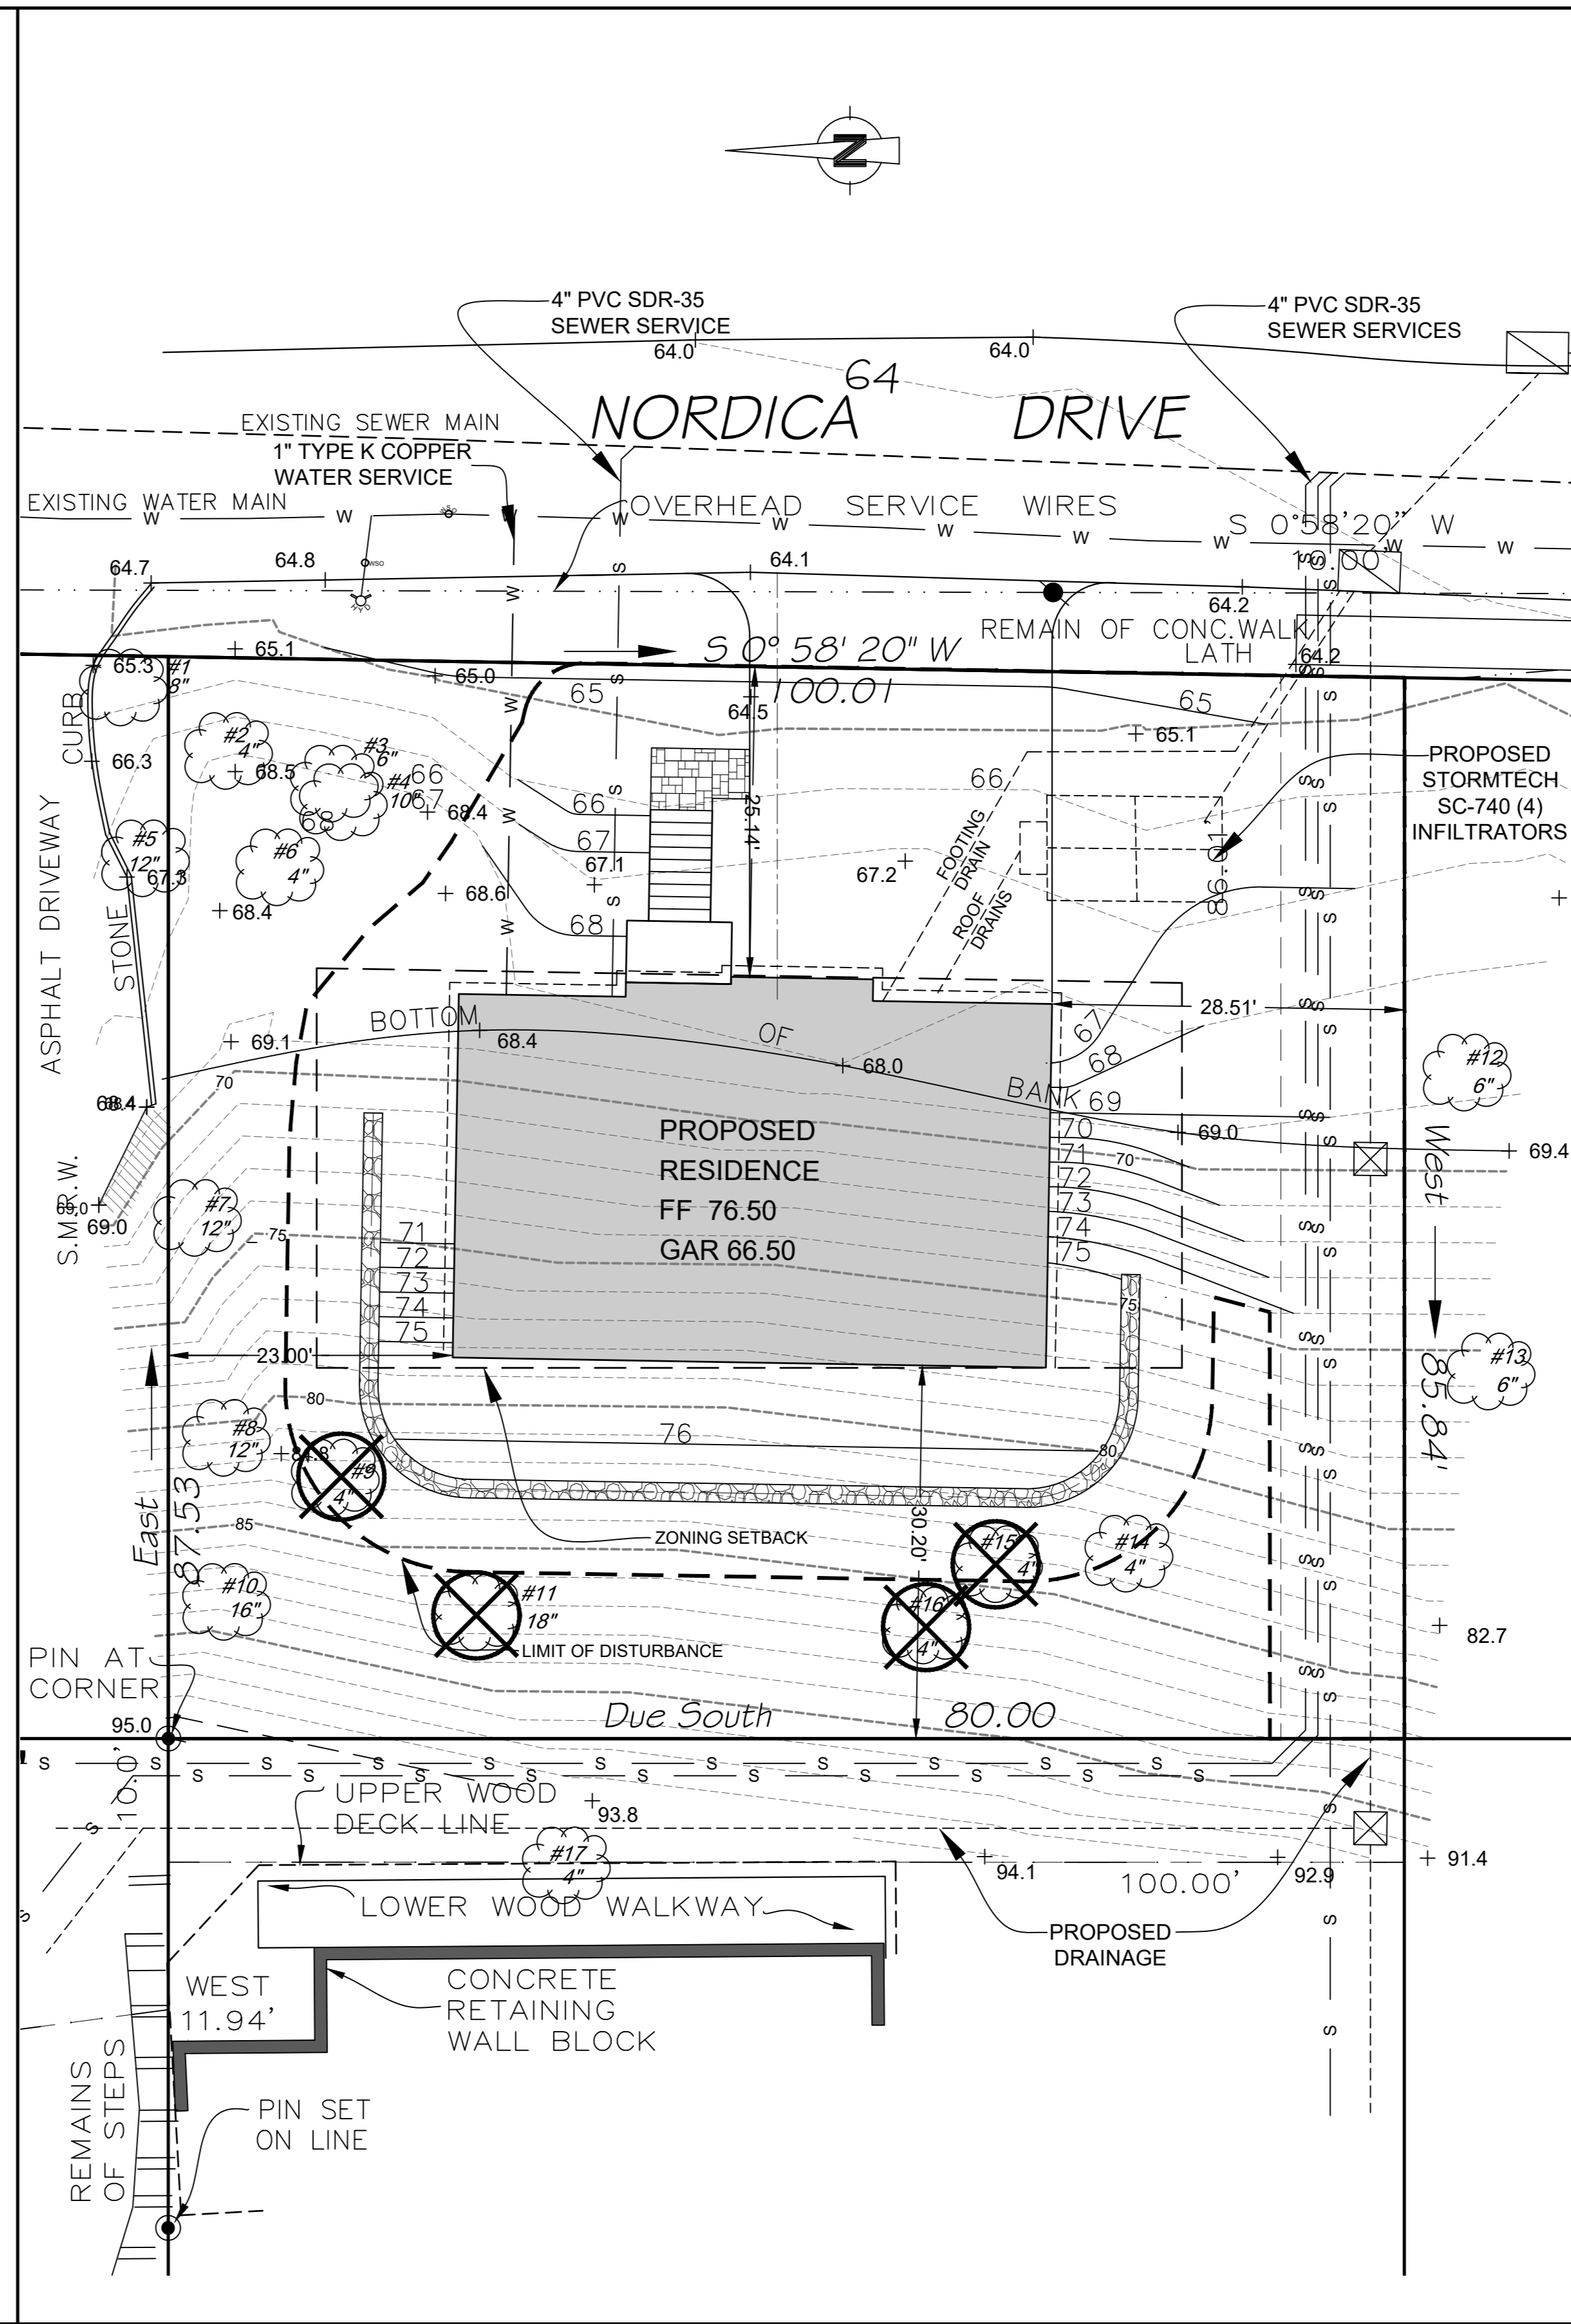 N
4" PVC SDR-35
SEWER SERVICE
4" PVC SDR-35
SEWER SERVICES
64.0
64.0
64
NORDICA DRIVE
EXISTING SEWER MAIN
1" TYPE K COPPER
WATER SERVICE
EXISTING WATER MAIN
OVERHEAD SERVICE WIRES
S 0°58'20" W
10.00'
WSO
64.7
64.8
64.1
64.2
REMAIN OF CONC.WALK
LATH
64.2
S 0° 58' 20" W
100.01
65.3
#1
8"
65.1
65.0
65
64.5
65
65.1
CURB
STONE
ASPHALT DRIVEWAY
66.3
#2
4"
68.5
#3
6"
#4
10"
66
67
68
68.4
66
67
67.1
68
25.14'
66
PROPOSED
STORMTECH
SC-740 (4)
INFILTRATORS
#5
12"
67.3
#6
4"
68.4
68.6
67.2
FOOTING
DRAIN
ROOF
DRAINS
86.01'
28.51'
69.1
BOTTOM OF BANK
68.4
68.0
67
68
69
69.0
69.4
#12
6"
70
68.4
PROPOSED
RESIDENCE
FF 76.50
GAR 66.50
70
71
72
73
74
75
70
West
85.84'
S.M.R.W.
69.0
69.0
#7
12"
75
71
72
73
74
75
75
23.00'
#13
6"
80
76
80
#8
12"
81.8
#9
4"
30.20'
East
87.53
85
ZONING SETBACK
#15
4"
#14
4"
#10
16"
#11
18"
#16
4"
LIMIT OF DISTURBANCE
82.7
PIN AT
CORNER
95.0
Due South 80.00
10.0'
UPPER WOOD
DECK LINE
93.8
#17
4"
94.1
92.9
91.4
100.00'
LOWER WOOD WALKWAY
PROPOSED
DRAINAGE
WEST
11.94'
CONCRETE
RETAINING
WALL BLOCK
REMAINS
OF STEPS
PIN SET
ON LINE